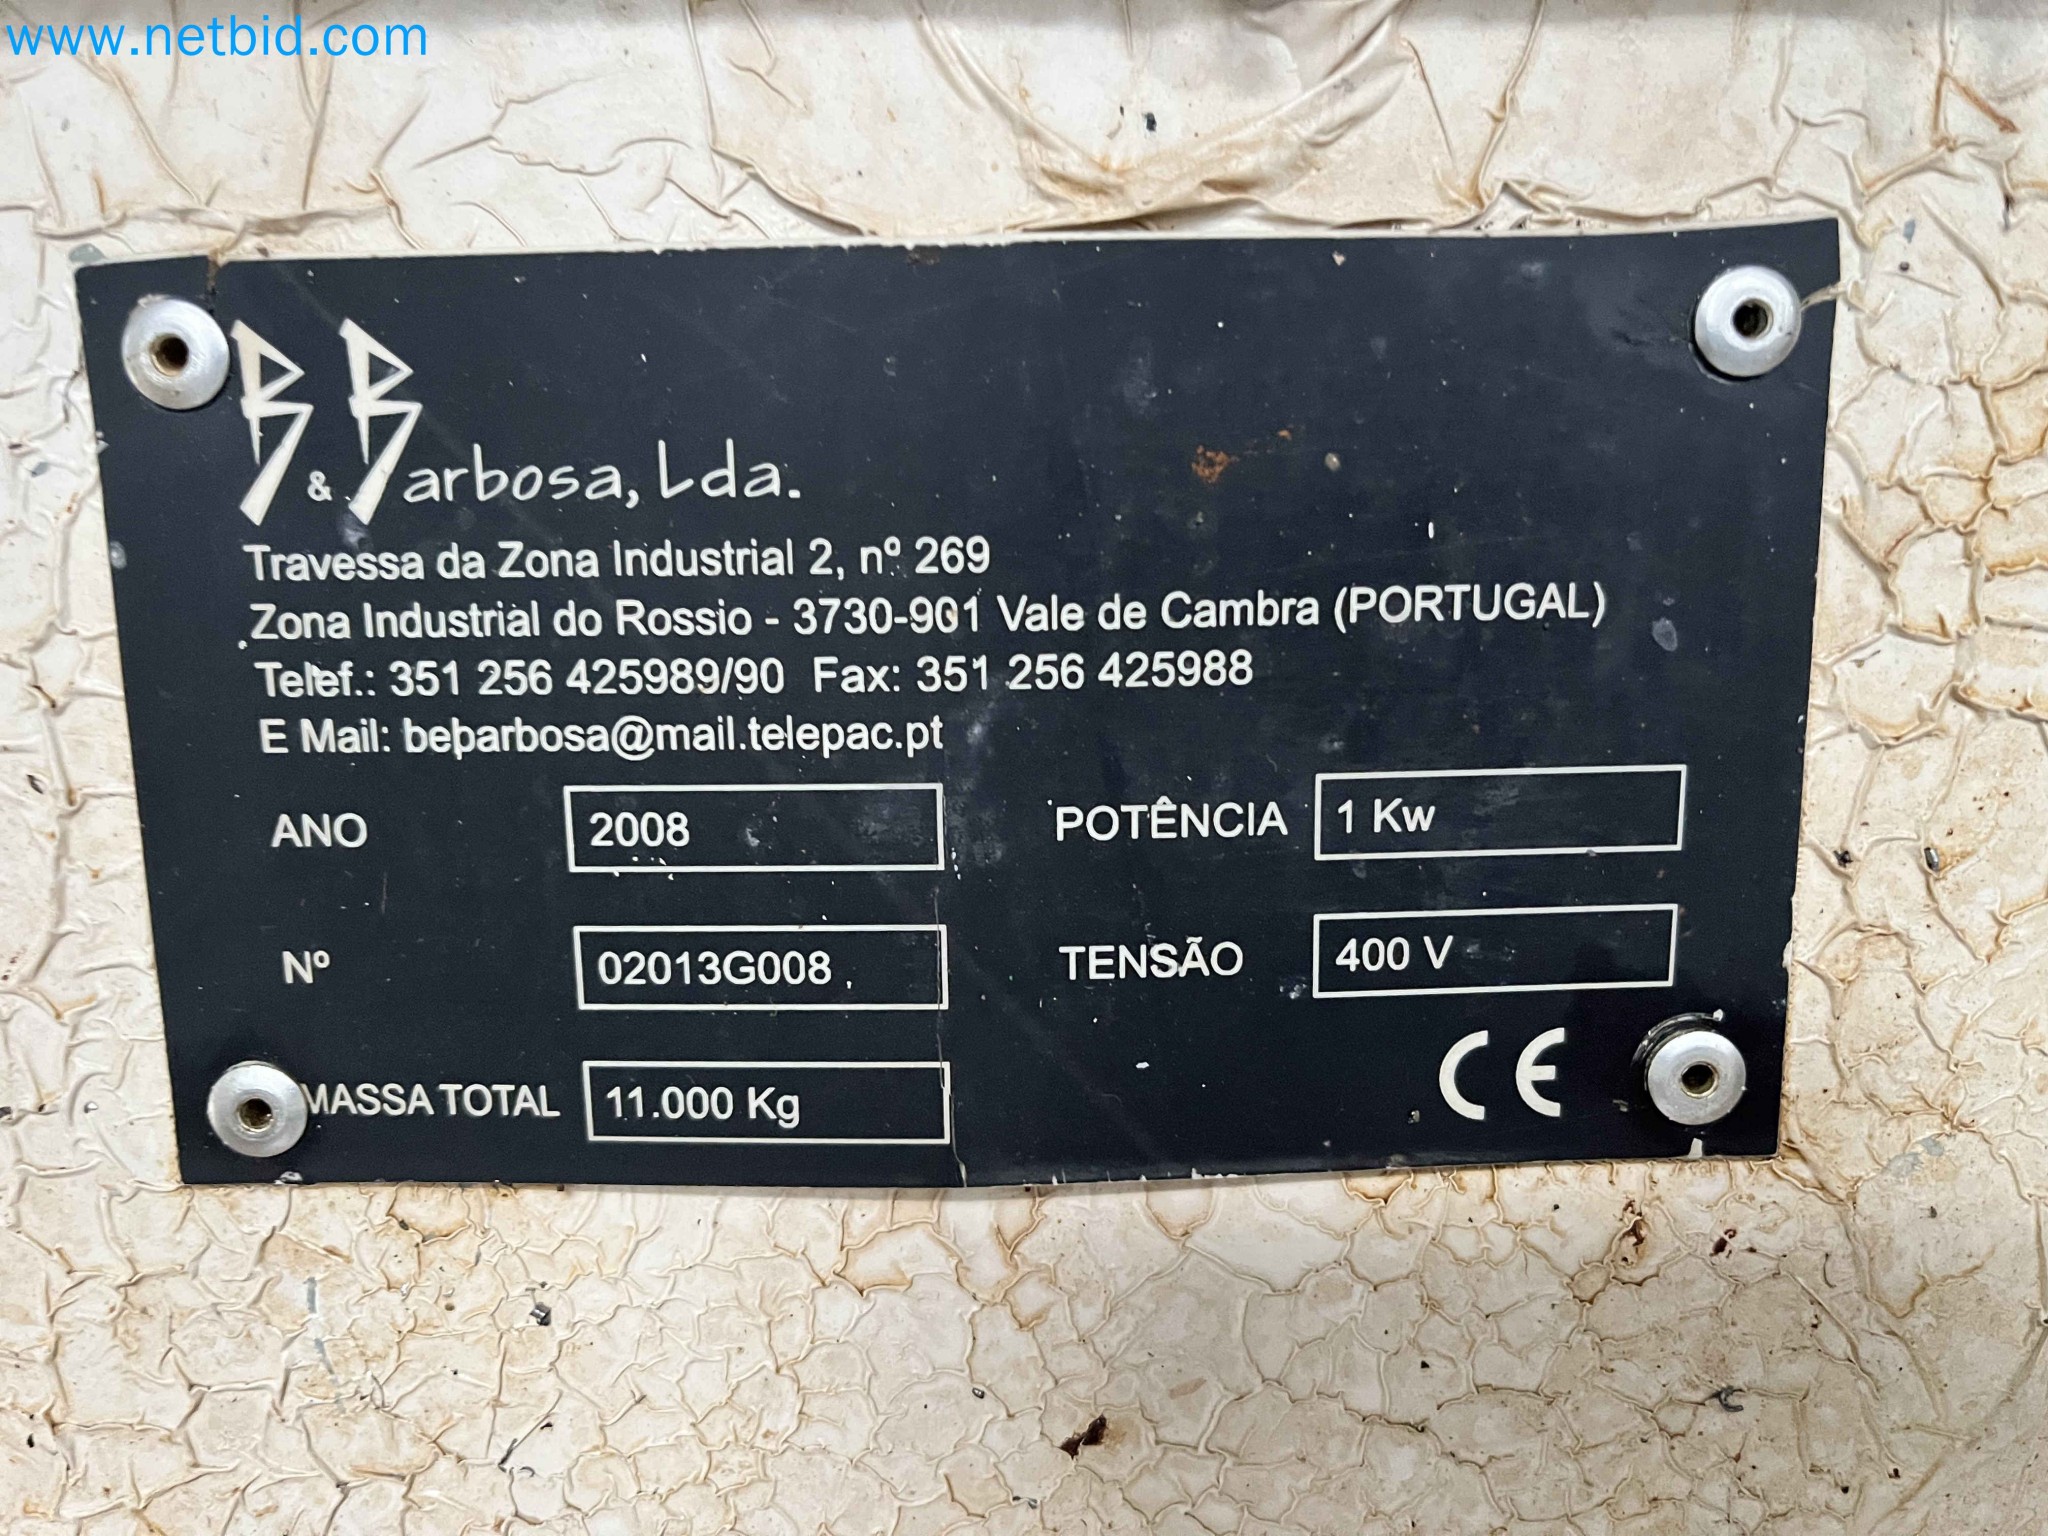 www.netbid.com
B & Barbosa, Lda.
Travessa da Zona Industrial 2, nº 269
Zona Industrial do Rossio - 3730-901 Vale de Cambra (PORTUGAL)
Telef.: 351 256 425989/90 Fax: 351 256 425988
E Mail: bebarbosa@mail.telepac.pt
ANO 2008 POTÊNCIA 1 Kw
Nº 02013G008 TENSÃO 400 V
MASSA TOTAL 11.000 Kg CE